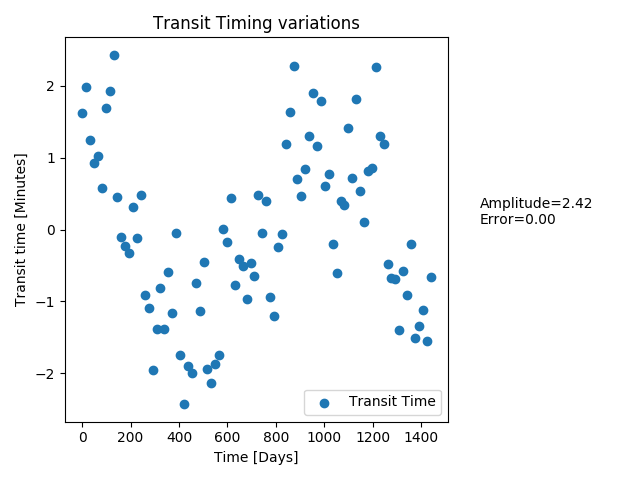 Transit Timing variations
Transit time [Minutes]
2
1
0
−1
−2
Amplitude=2.42
Error=0.00
Transit Time
0 200 400 600 800 1000 1200 1400
Time [Days]